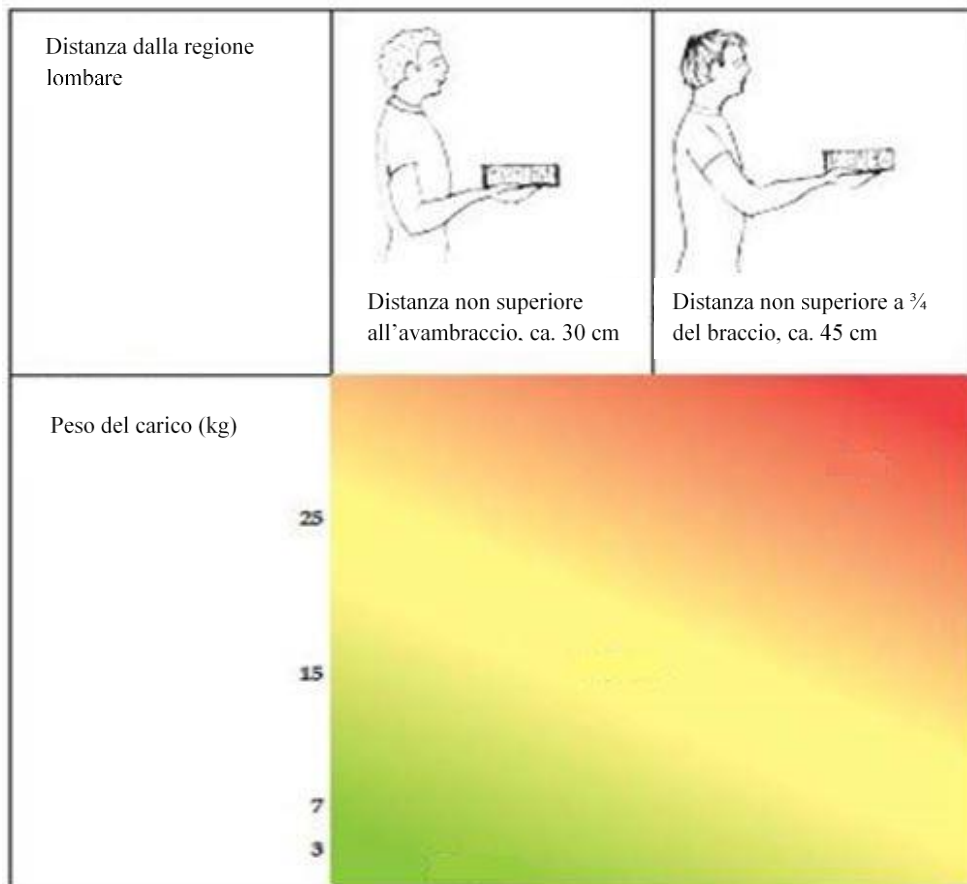 Distanza dalla regione
lombare
Distanza non superiore
all'avambraccio, ca. 30 cm
Distanza non superiore a ¾
del braccio, ca. 45 cm
Peso del carico (kg)
25
15
7
3